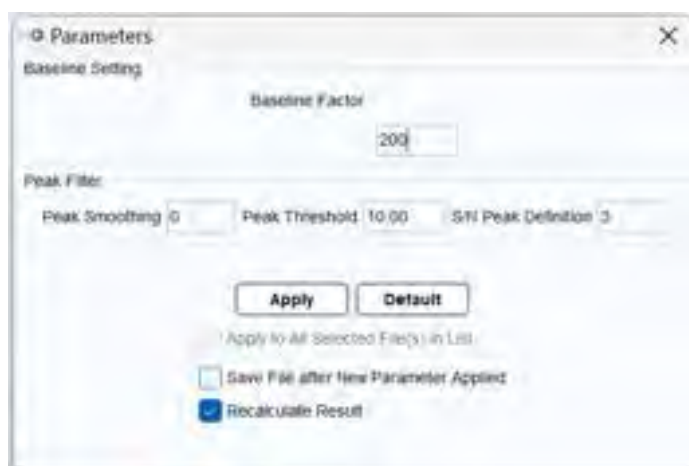 Parameters
Baseline Setting
Baseline Factor
200
Peak Filter
Peak Smoothing 0 Peak Threshold 10.00 S/N Peak Definition 3
Apply Default
Apply to All Selected File(s) in List
Save File after New Parameter Applied
Recalculate Result